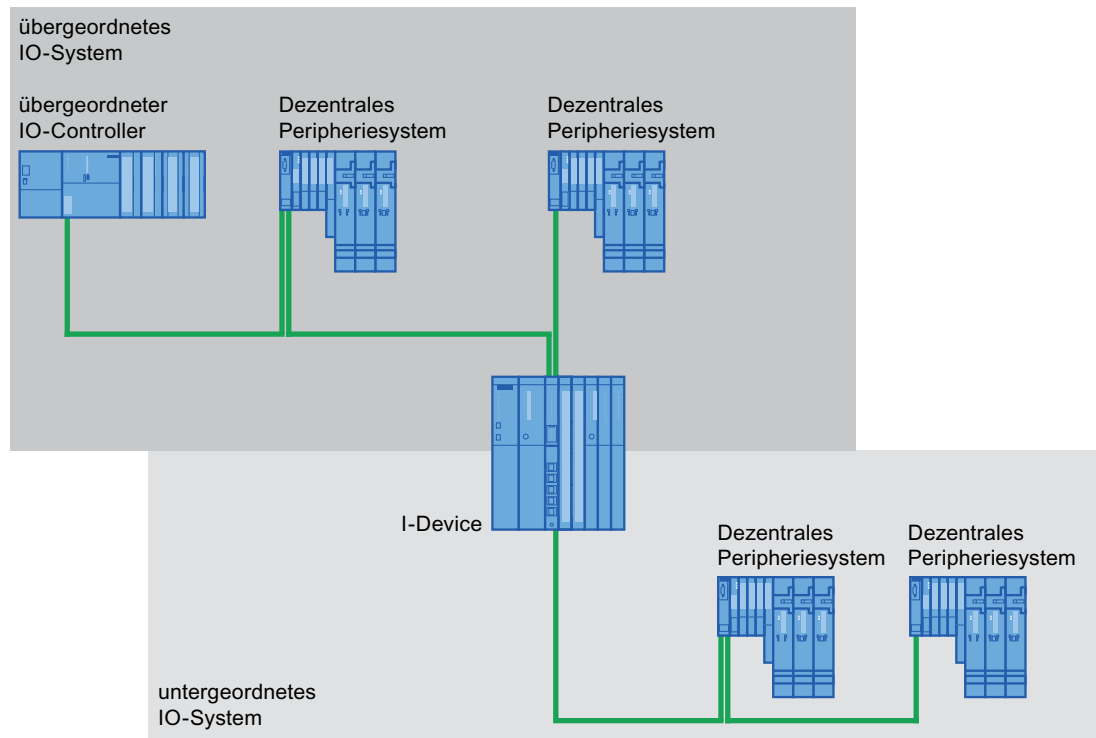 übergeordnetes
IO-System
übergeordneter
IO-Controller
Dezentrales
Peripheriesystem
Dezentrales
Peripheriesystem
I-Device
Dezentrales
Peripheriesystem
Dezentrales
Peripheriesystem
untergeordnetes
IO-System